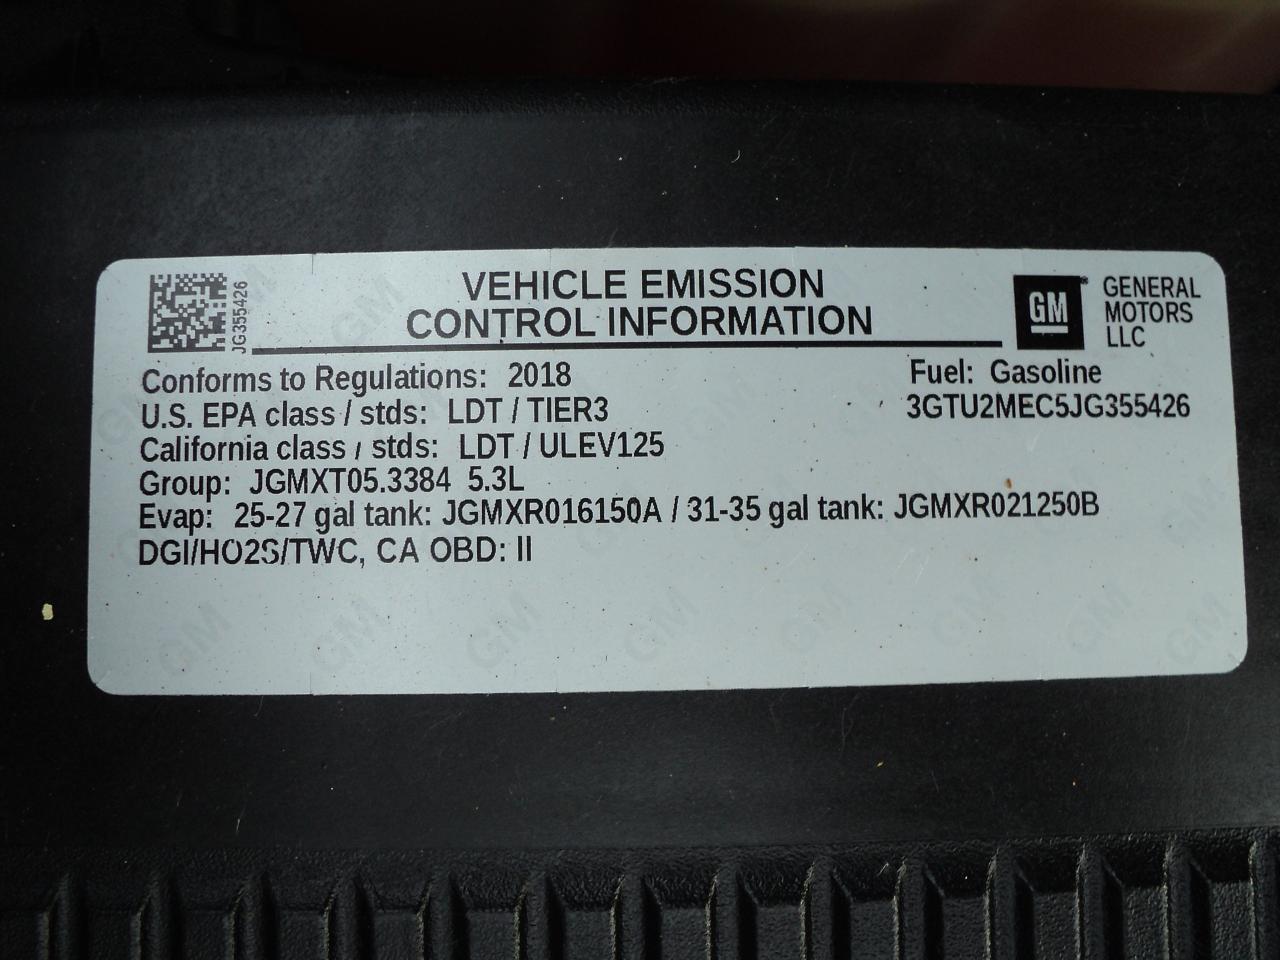 JG355426
VEHICLE EMISSION
CONTROL INFORMATION
GM
GENERAL
MOTORS
LLC
Conforms to Regulations: 2018
Fuel: Gasoline
U.S. EPA class / stds: LDT / TIER3
3GTU2MEC5JG355426
California class / stds: LDT / ULEV125
Group: JGMXT05.3384 5.3L
Evap: 25-27 gal tank: JGMXR016150A / 31-35 gal tank: JGMXR021250B
DGI/HO2S/TWC, CA OBD: II